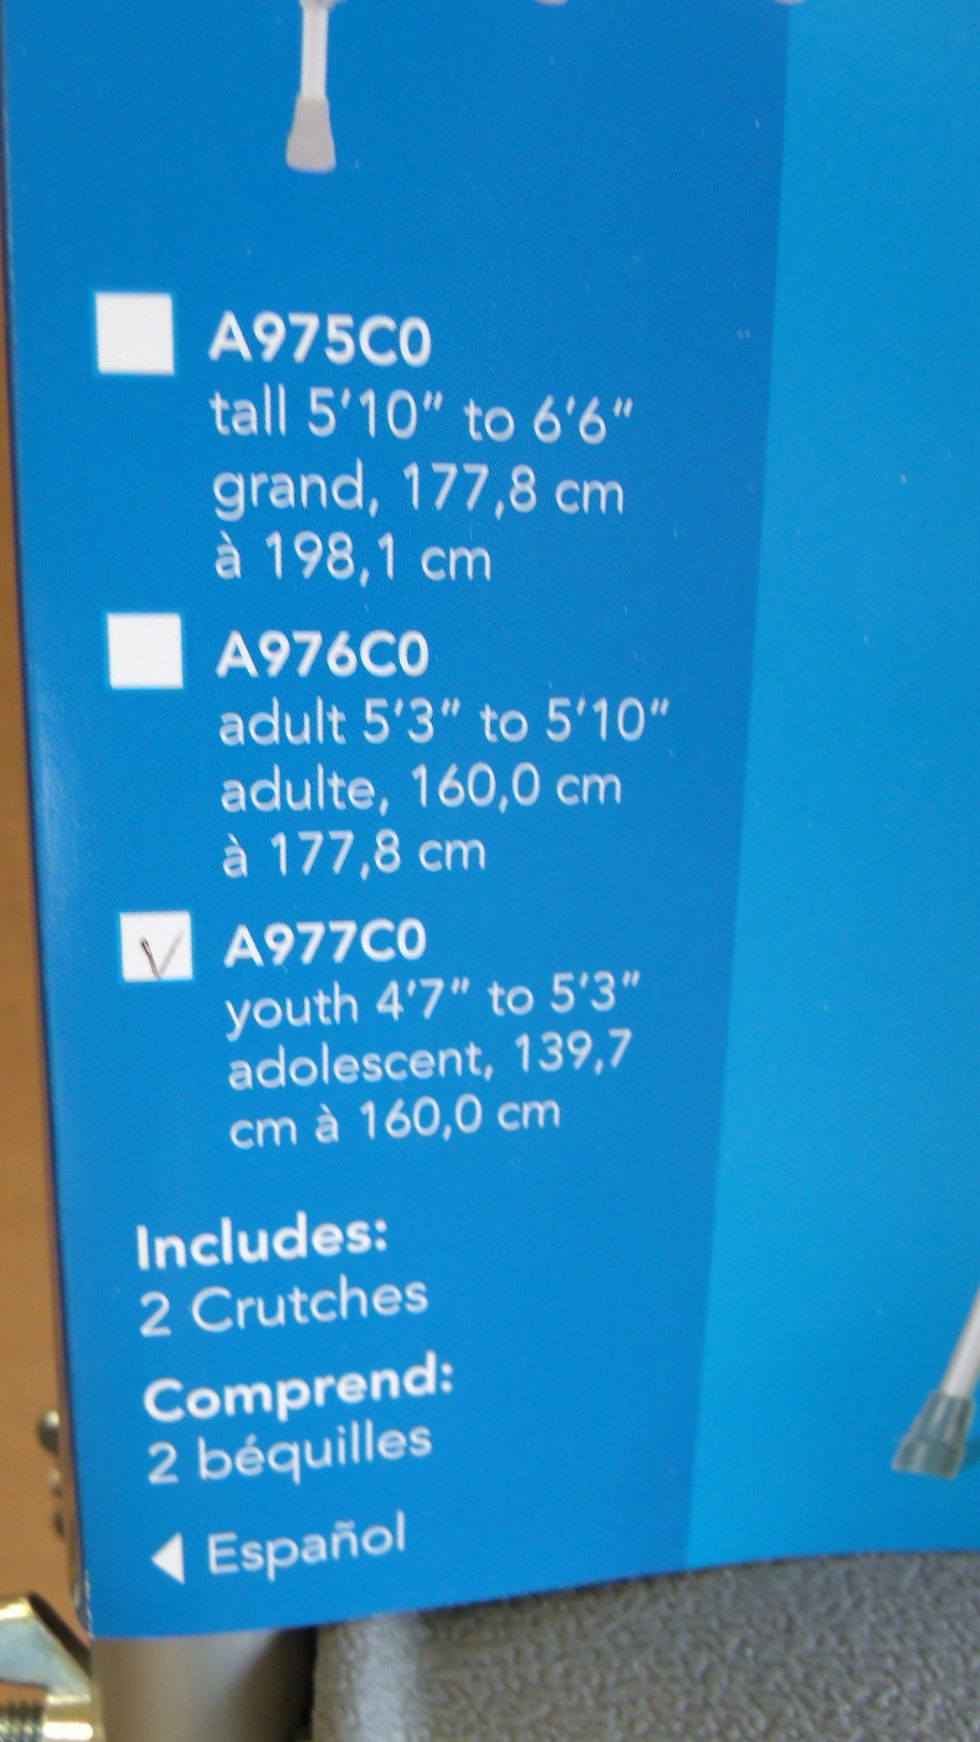 A975C0
tall 5'10" to 6'6"
grand, 177,8 cm
à 198,1 cm
A976C0
adult 5'3" to 5'10"
adulte, 160,0 cm
à 177,8 cm
A977C0
youth 4'7" to 5'3"
adolescent, 139,7
cm à 160,0 cm
Includes:
2 Crutches
Comprend:
2 béquilles
Español